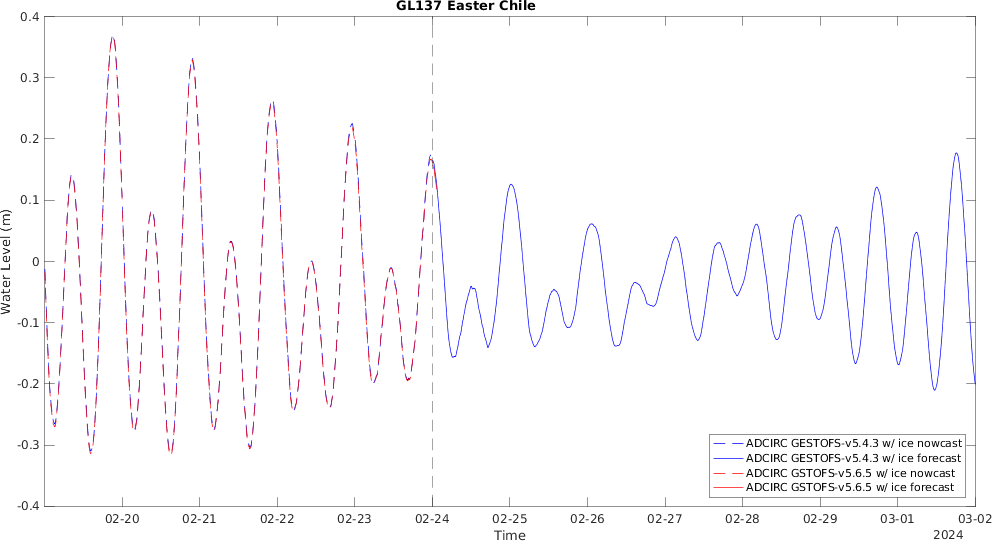 GL137 Easter Chile
Water Level (m)
0.4
0.3
0.2
0.1
0
-0.1
-0.2
-0.3
-0.4
02-20 02-21 02-22 02-23 02-24 02-25 02-26 02-27 02-28 02-29 03-01 03-02
Time
2024
ADCIRC GESTOFS-v5.4.3 w/ ice nowcast
ADCIRC GESTOFS-v5.4.3 w/ ice forecast
ADCIRC GSTOFS-v5.6.5 w/ ice nowcast
ADCIRC GSTOFS-v5.6.5 w/ ice forecast